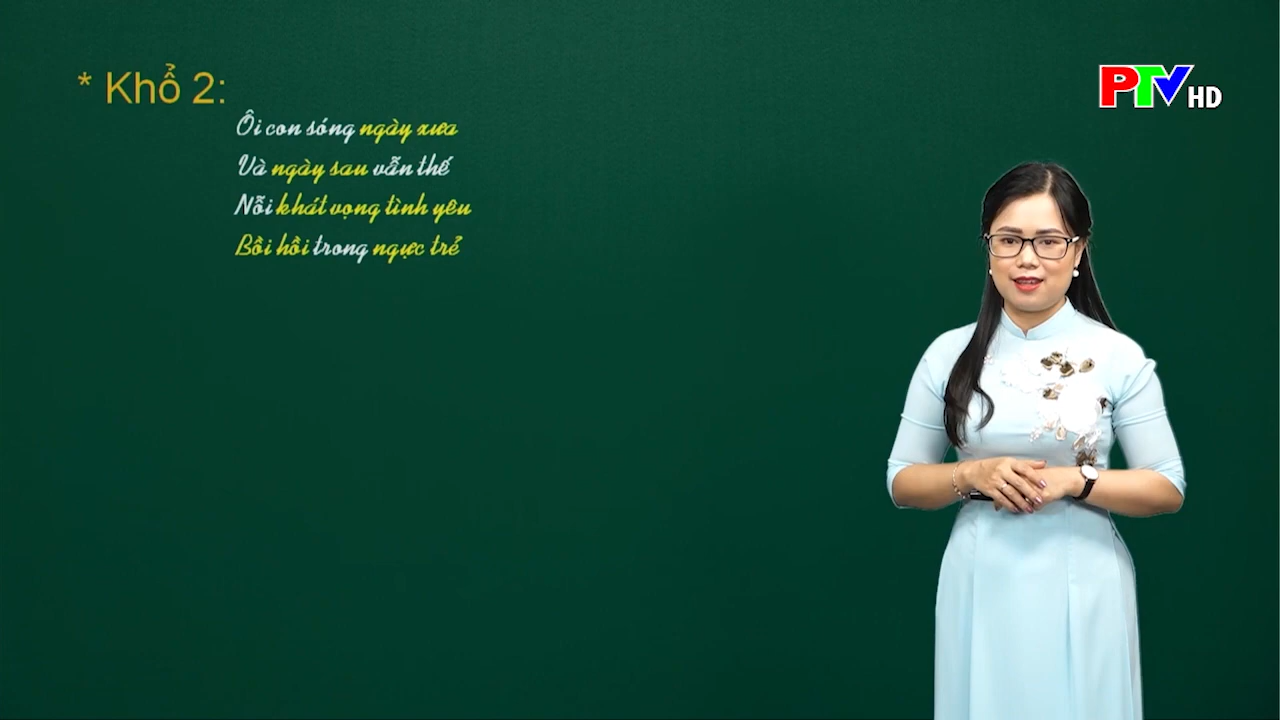 * Khổ 2:
Ôi con sóng ngày xưa
Và ngày sau vẫn thế
Nỗi khát vọng tình yêu
Bồi hồi trong ngực trẻ
PTV HD